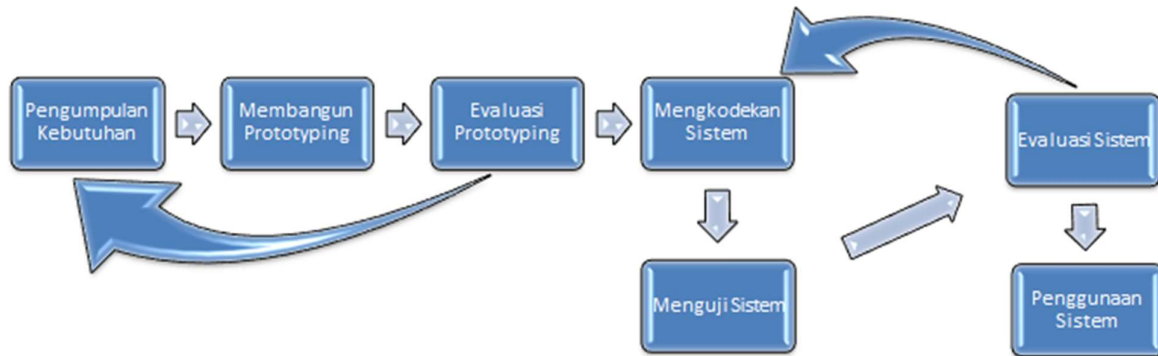 Pengumpulan
Kebutuhan
Membangun
Prototyping
Evaluasi
Prototyping
Mengkodekan
Sistem
Menguji Sistem
Evaluasi Sistem
Penggunaan
Sistem